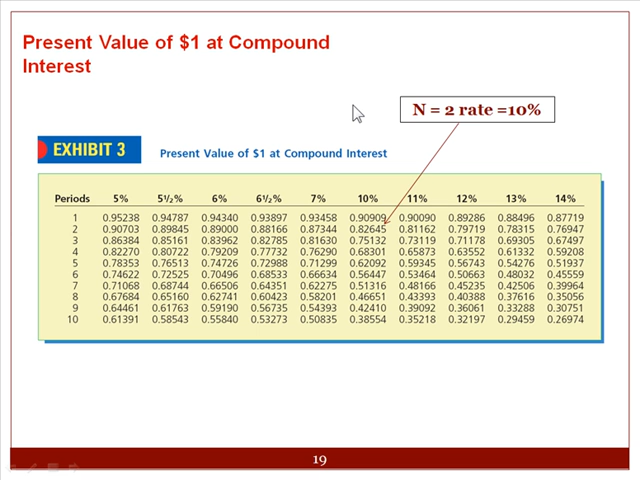 Present Value of $1 at Compound
Interest
N = 2 rate =10%
EXHIBIT 3
Present Value of $1 at Compound Interest
Periods 5% 5½% 6% 6½% 7% 10% 11% 12% 13% 14%
1 0.95238 0.94787 0.94340 0.93897 0.93458 0.90909 0.90090 0.89286 0.88496 0.87719
2 0.90703 0.89845 0.89000 0.88166 0.87344 0.82645 0.81162 0.79719 0.78315 0.76947
3 0.86384 0.85161 0.83962 0.82785 0.81630 0.75132 0.73119 0.71178 0.69305 0.67497
4 0.82270 0.80722 0.79209 0.77732 0.76290 0.68301 0.65873 0.63552 0.61332 0.59208
5 0.78353 0.76513 0.74726 0.72988 0.71299 0.62092 0.59345 0.56743 0.54276 0.51937
6 0.74622 0.72525 0.70496 0.68533 0.66634 0.56447 0.53464 0.50663 0.48032 0.45559
7 0.71068 0.68744 0.66506 0.64351 0.62275 0.51316 0.48166 0.45235 0.42506 0.39964
8 0.67684 0.65160 0.62741 0.60423 0.58201 0.46651 0.43393 0.40388 0.37616 0.35056
9 0.64461 0.61763 0.59190 0.56735 0.54393 0.42410 0.39092 0.36061 0.33288 0.30751
10 0.61391 0.58543 0.55840 0.53273 0.50835 0.38554 0.35218 0.32197 0.29459 0.26974
19